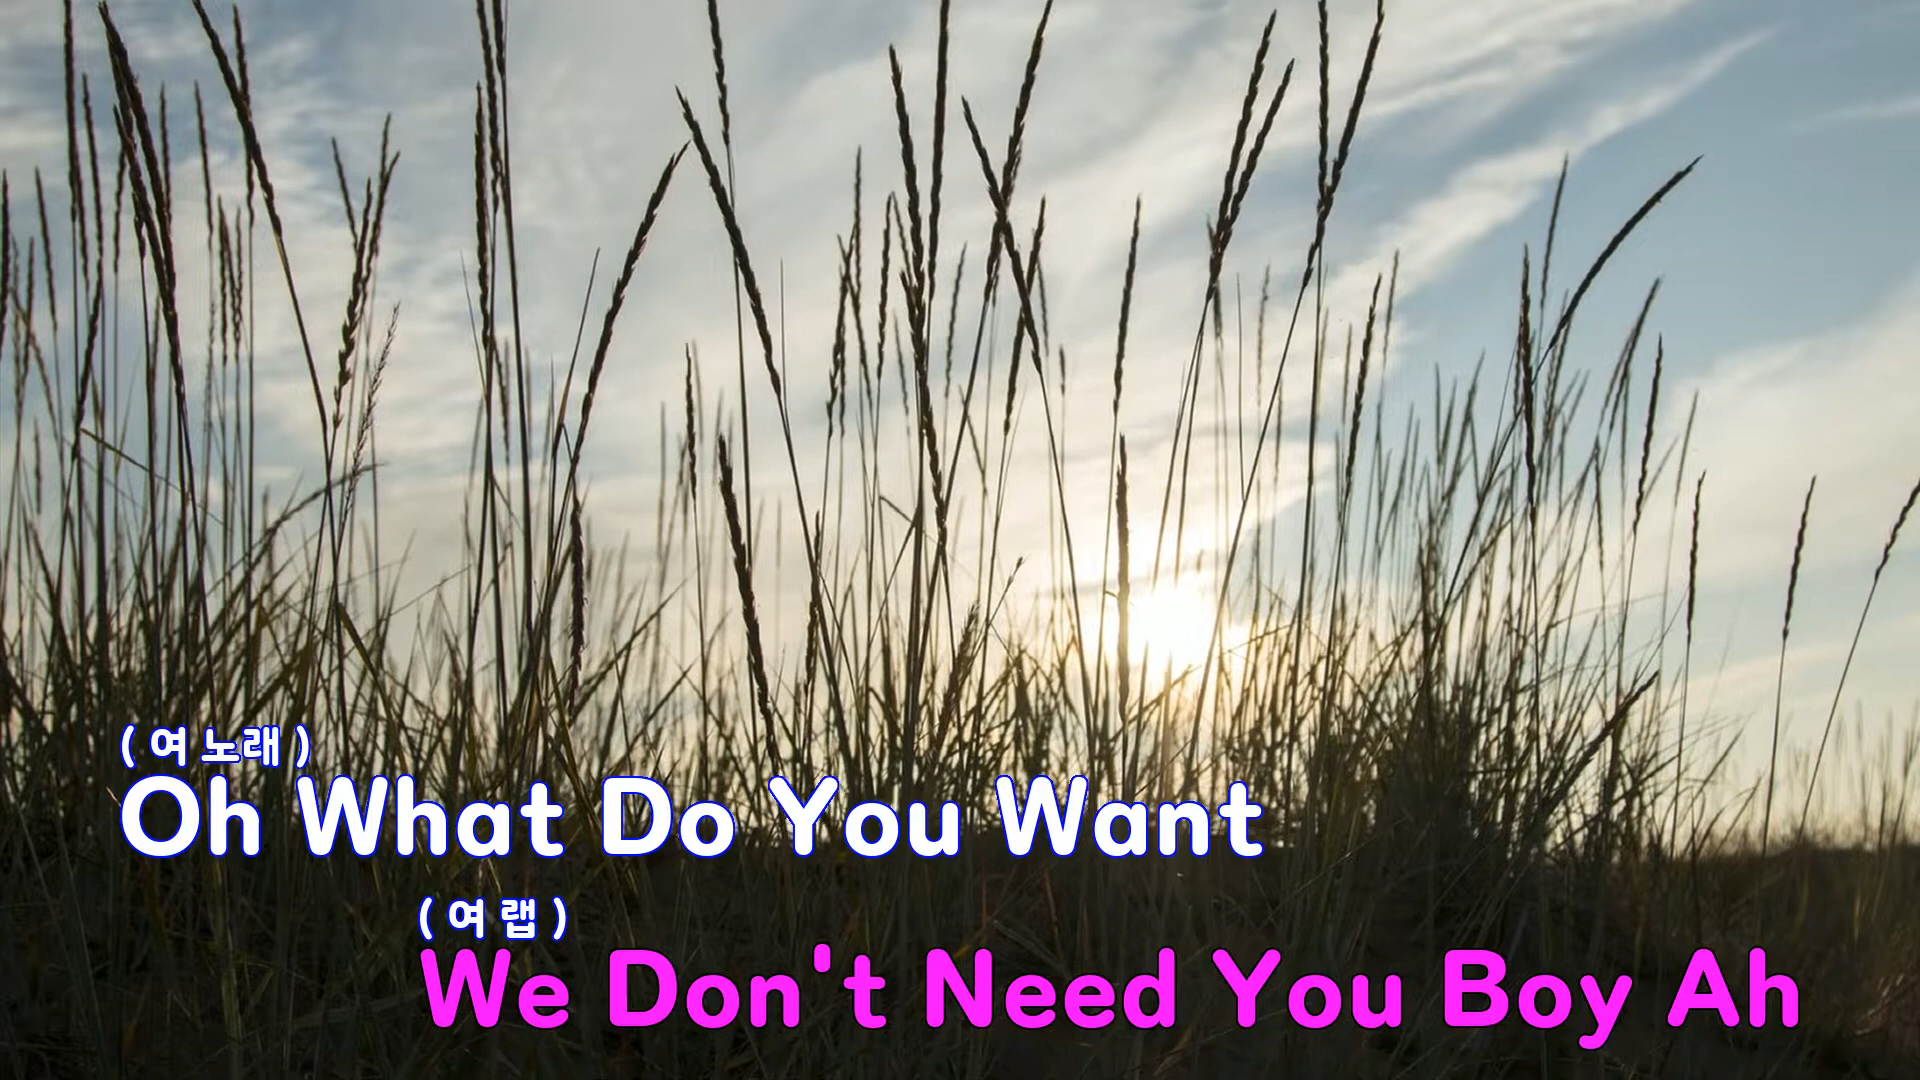 ( 여 노래 )
Oh What Do You Want
( 여 랩 )
We Don't Need You Boy Ah